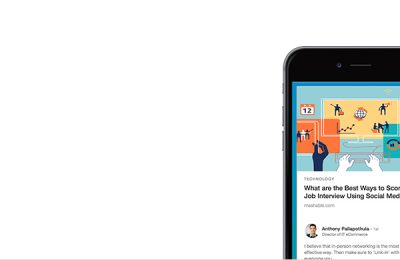 12
TECHNOLOGY
What are the Best Ways to Scor
Job Interview Using Social Med
mashable.com
Anthony Pallapothula • 1st
Director of IT eCommerce
I believe that in-person networking is the most
effective way. Then make sure to 'Link-in' with
everyone you